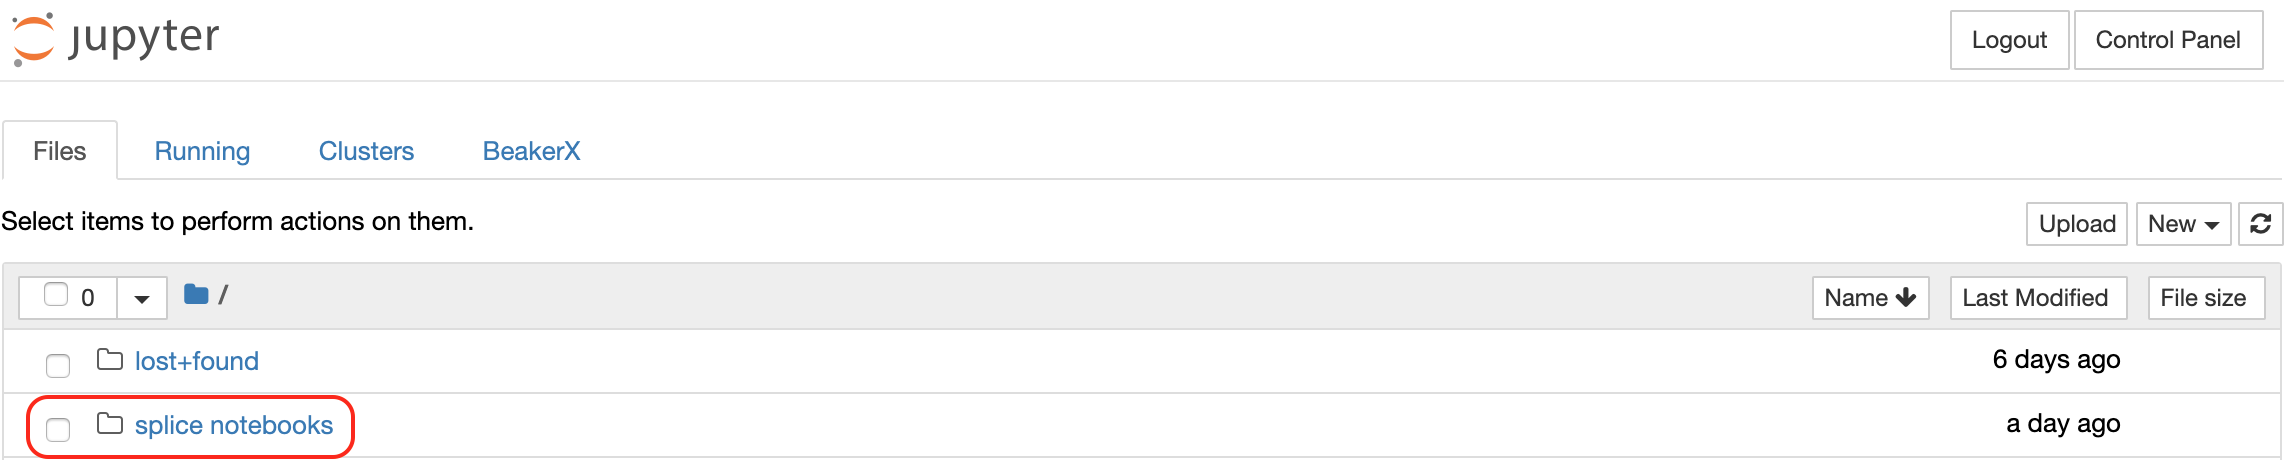 jupyter Logout Control Panel
Files Running Clusters BeakerX
Select items to perform actions on them. Upload New
0 / Name Last Modified File size
lost+found 6 days ago
splice notebooks a day ago